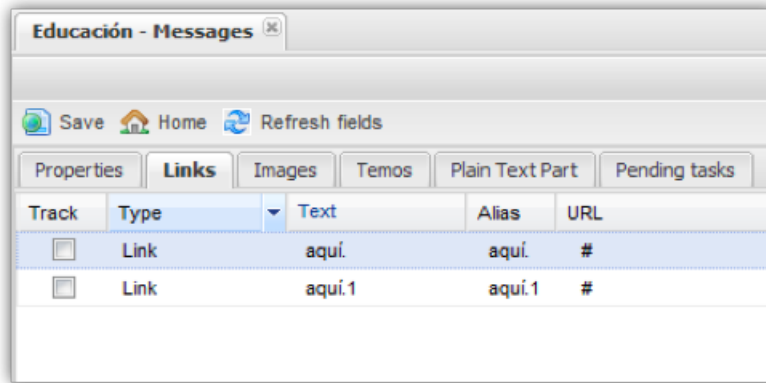 Educación - Messages
Save Home Refresh fields
Properties Links Images Temos Plain Text Part Pending tasks
Track Type Text Alias URL
Link aquí. aquí. #
Link aquí.1 aquí.1 #